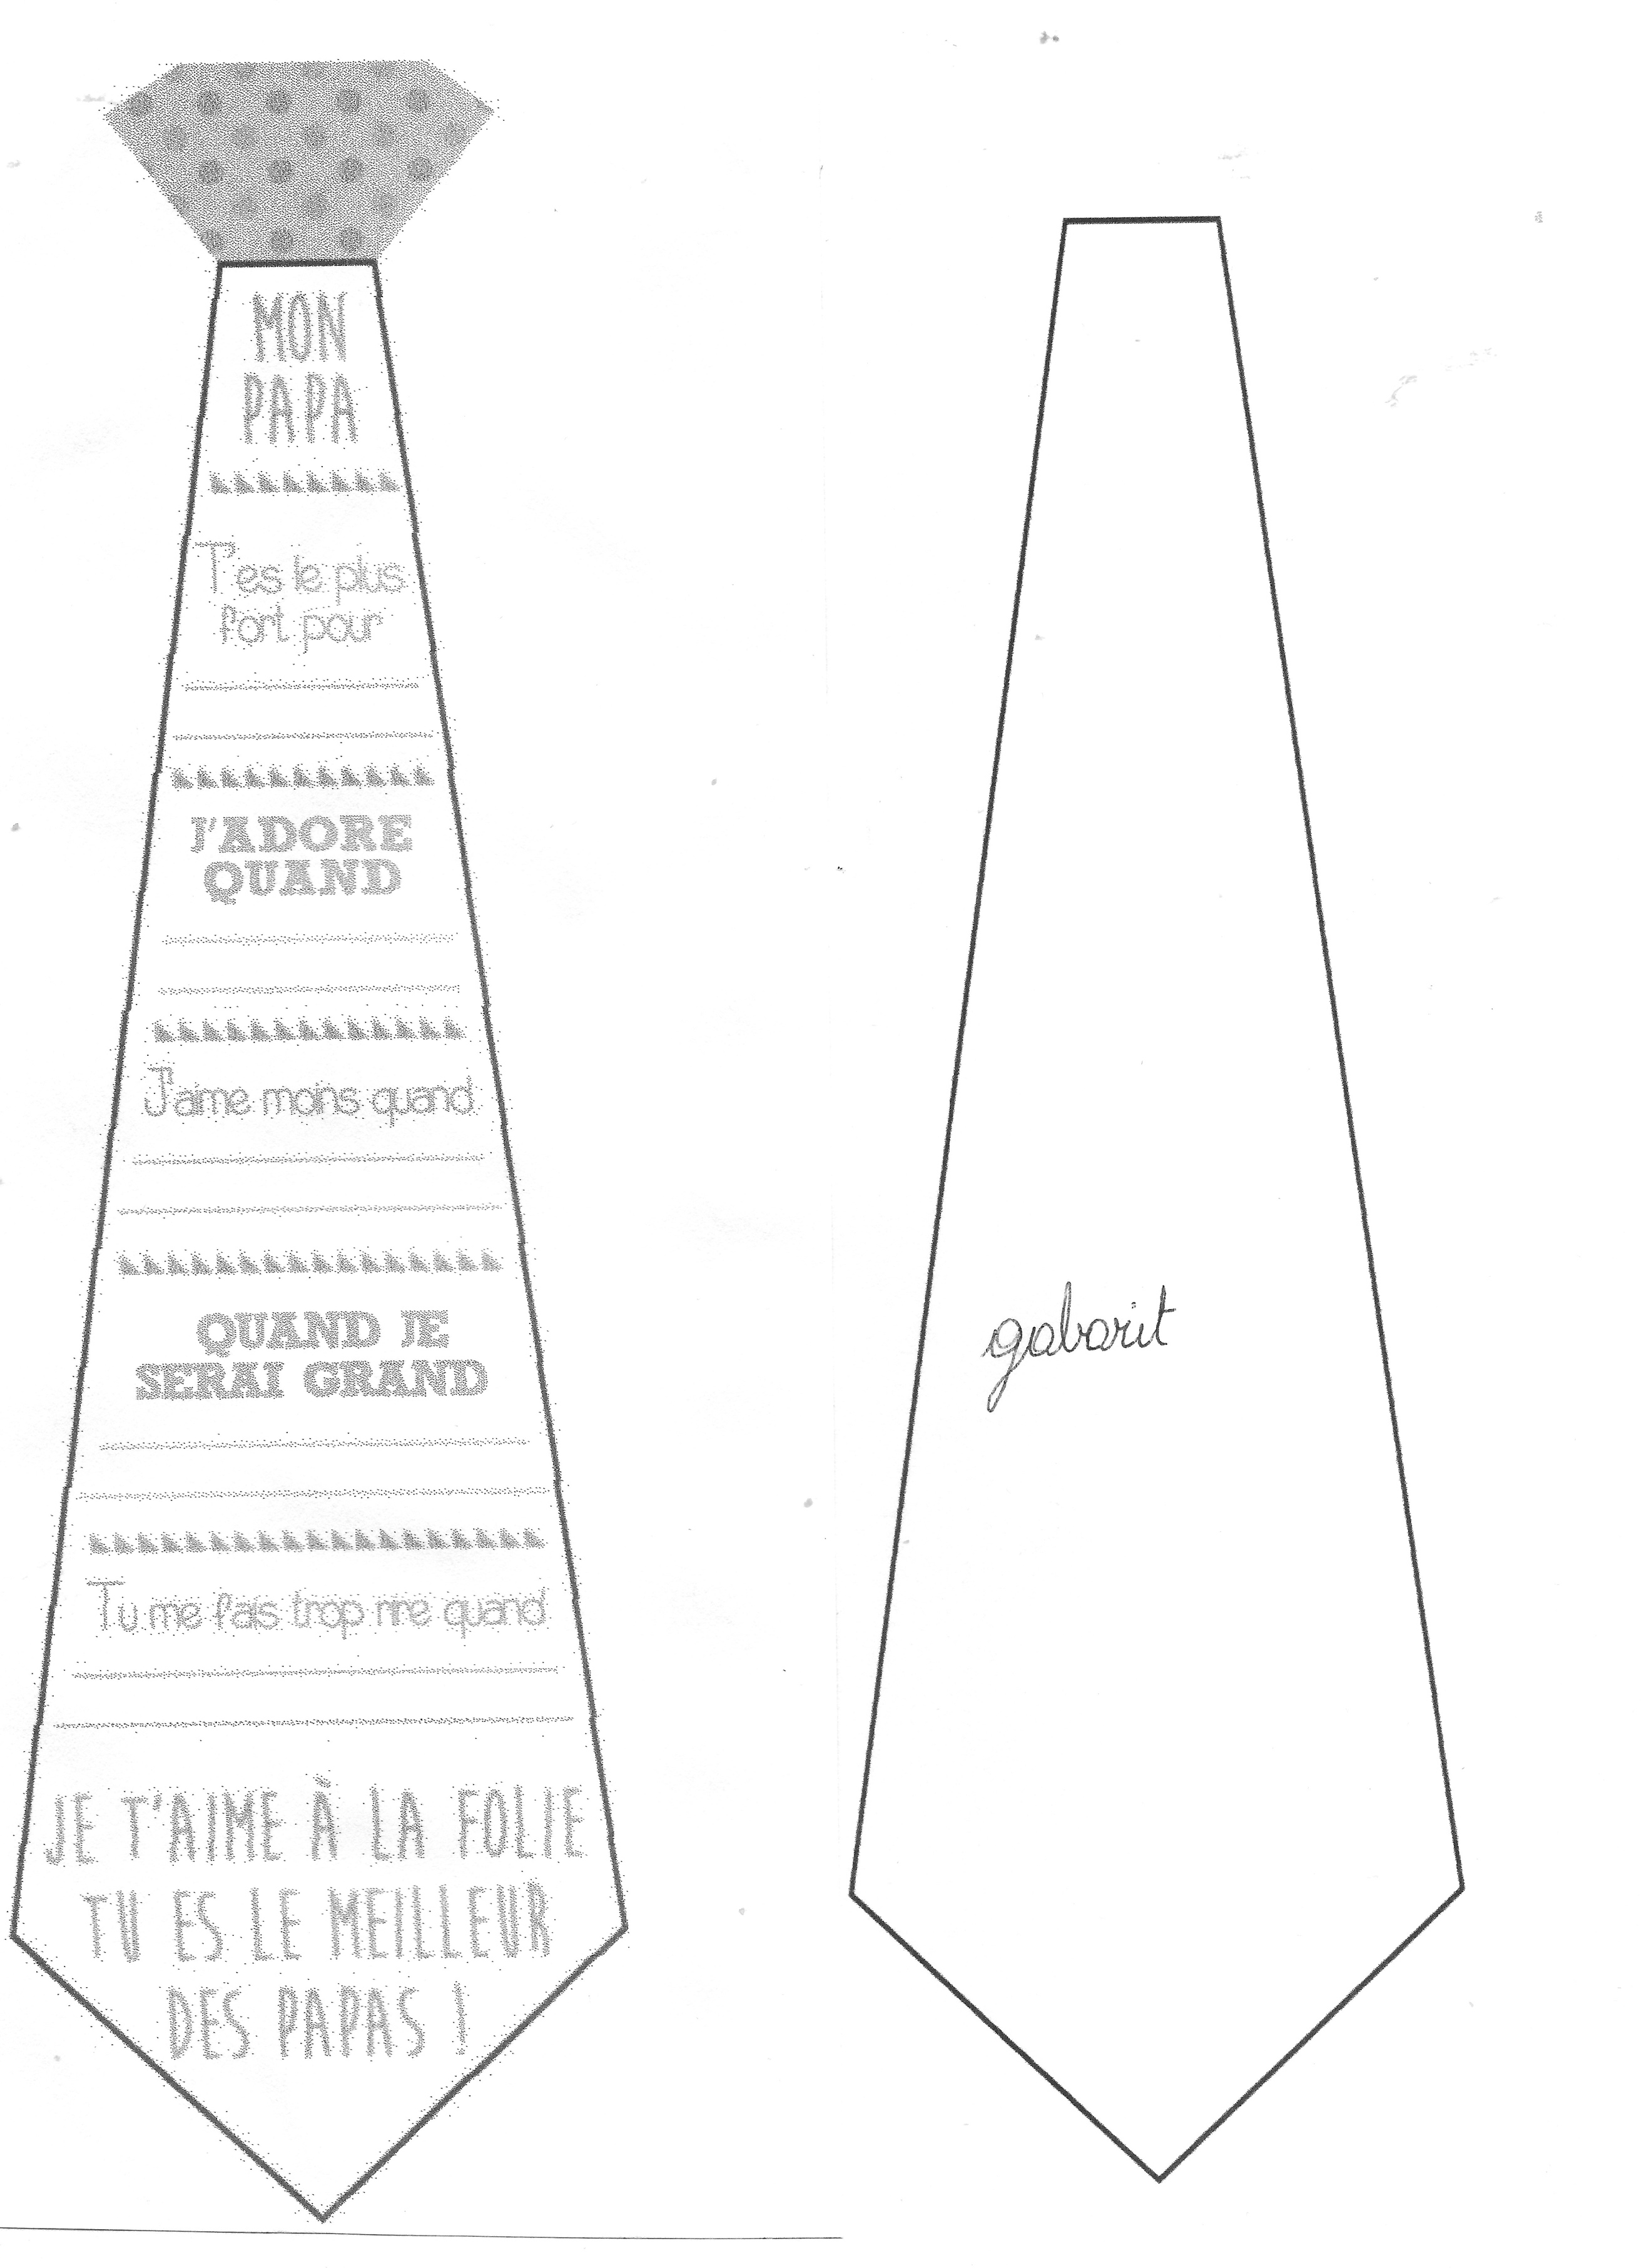 MON
PAPA
T'es le plus
fort pour
J'ADORE
QUAND
J'aime moins quand
QUAND JE
SERAI GRAND
Tu me fais trop rire quand
JE T'AIME À LA FOLIE
TU ES LE MEILLEUR
DES PAPAS !
gabarit